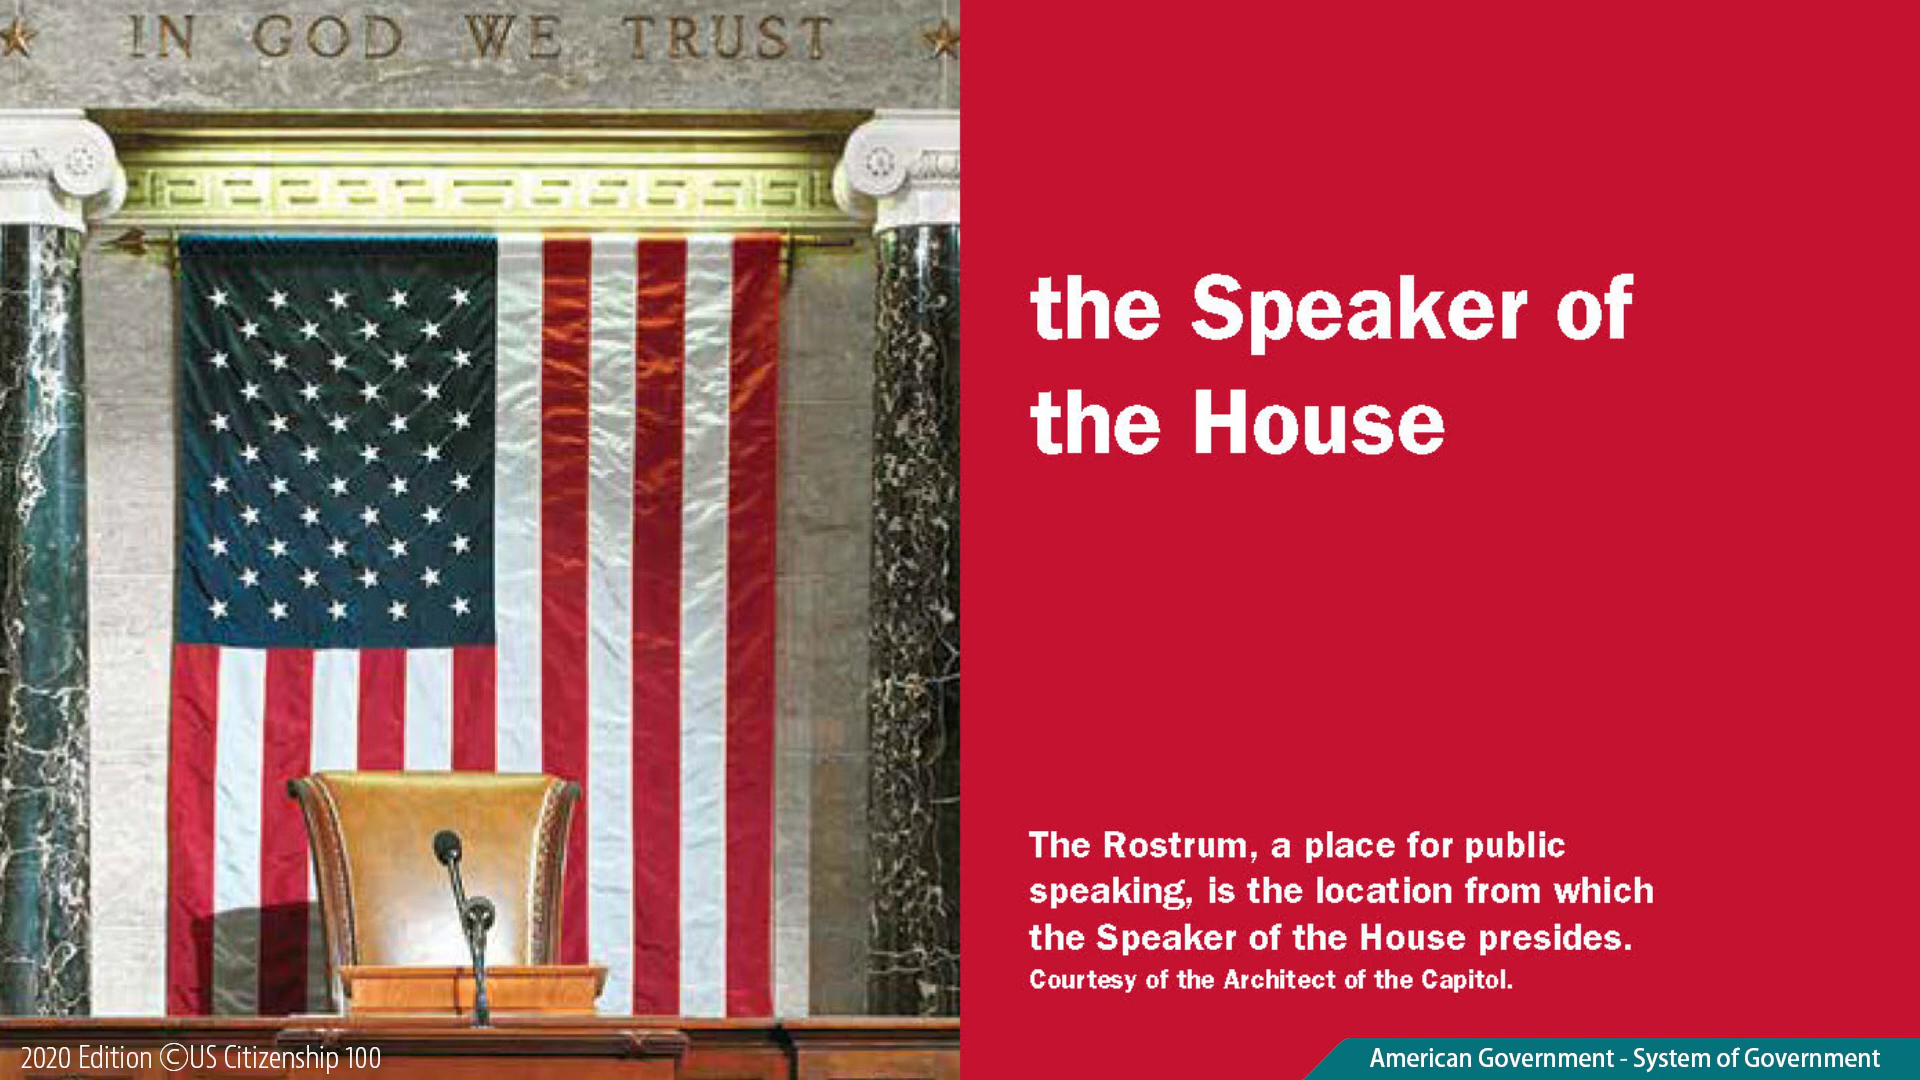 IN GOD WE TRUST
the Speaker of
the House
The Rostrum, a place for public
speaking, is the location from which
the Speaker of the House presides.
Courtesy of the Architect of the Capitol.
2020 Edition ©US Citizenship 100
American Government - System of Government